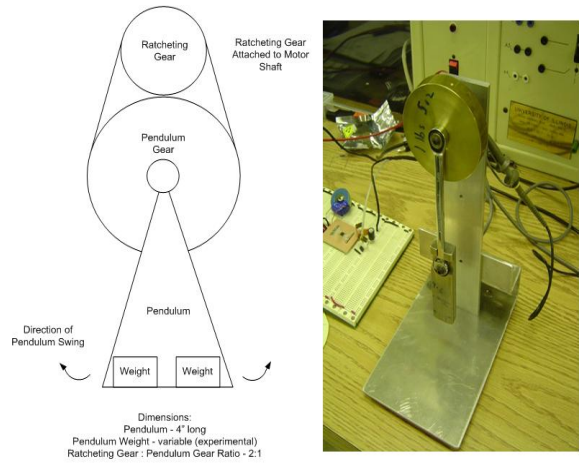 Ratcheting
Gear
Ratcheting Gear
Attached to Motor
Shaft
Pendulum
Gear
Pendulum
Direction of
Pendulum Swing
Weight
Weight
Dimensions:
Pendulum - 4" long
Pendulum Weight - variable (experimental)
Ratcheting Gear : Pendulum Gear Ratio - 2:1